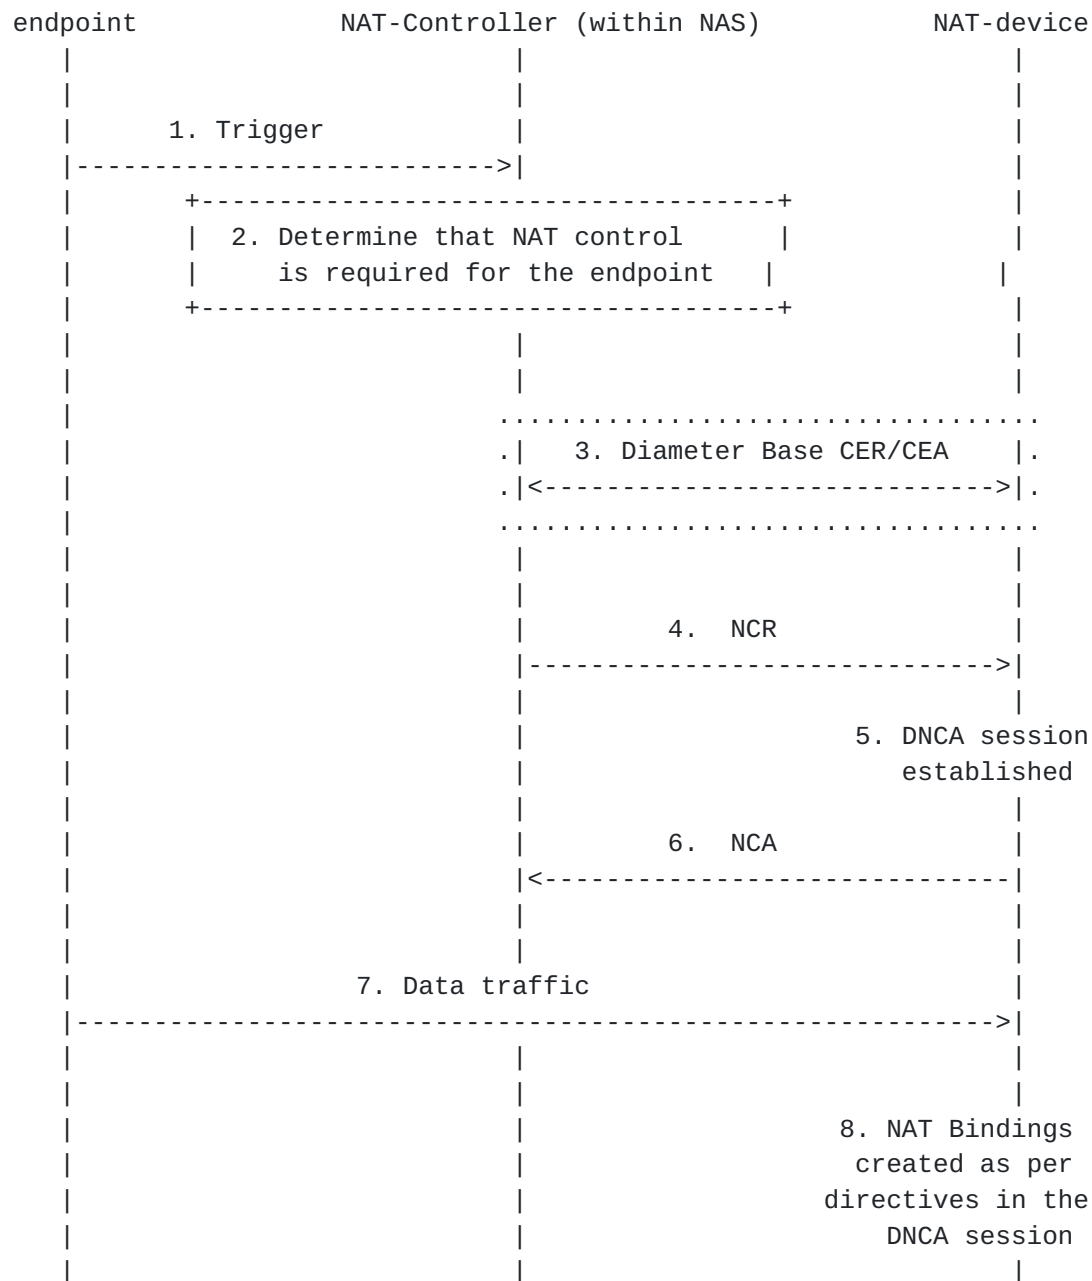 endpoint NAT-Controller (within NAS) NAT-device
1. Trigger
2. Determine that NAT control
is required for the endpoint
3. Diameter Base CER/CEA
4. NCR
5. DNCA session
established
6. NCA
7. Data traffic
8. NAT Bindings
created as per
directives in the
DNCA session